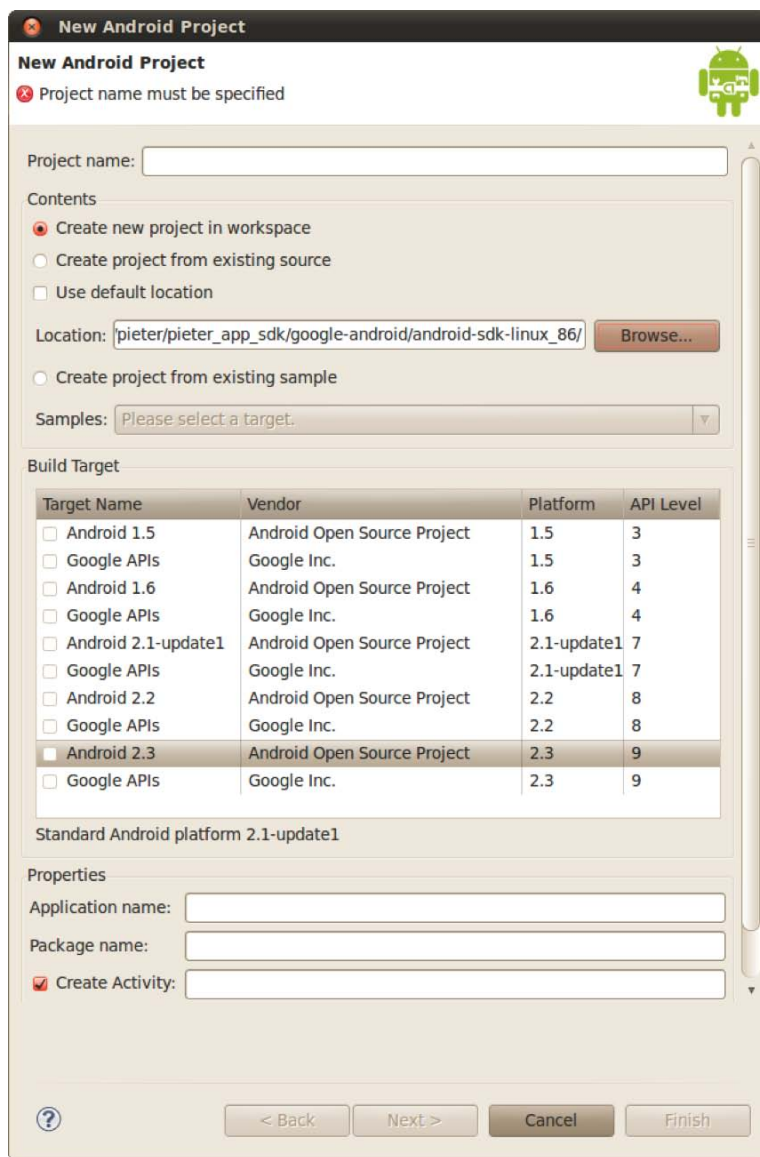 New Android Project
New Android Project
Project name must be specified
Project name:
Contents
Create new project in workspace
Create project from existing source
Use default location
Location: 'pieter/pieter_app_sdk/google-android/android-sdk-linux_86/ Browse...
Create project from existing sample
Samples: Please select a target.
Build Target
Target Name Vendor Platform API Level
Android 1.5 Android Open Source Project 1.5 3
Google APIs Google Inc. 1.5 3
Android 1.6 Android Open Source Project 1.6 4
Google APIs Google Inc. 1.6 4
Android 2.1-update1 Android Open Source Project 2.1-update1 7
Google APIs Google Inc. 2.1-update1 7
Android 2.2 Android Open Source Project 2.2 8
Google APIs Google Inc. 2.2 8
Android 2.3 Android Open Source Project 2.3 9
Google APIs Google Inc. 2.3 9
Standard Android platform 2.1-update1
Properties
Application name:
Package name:
Create Activity:
? < Back Next > Cancel Finish